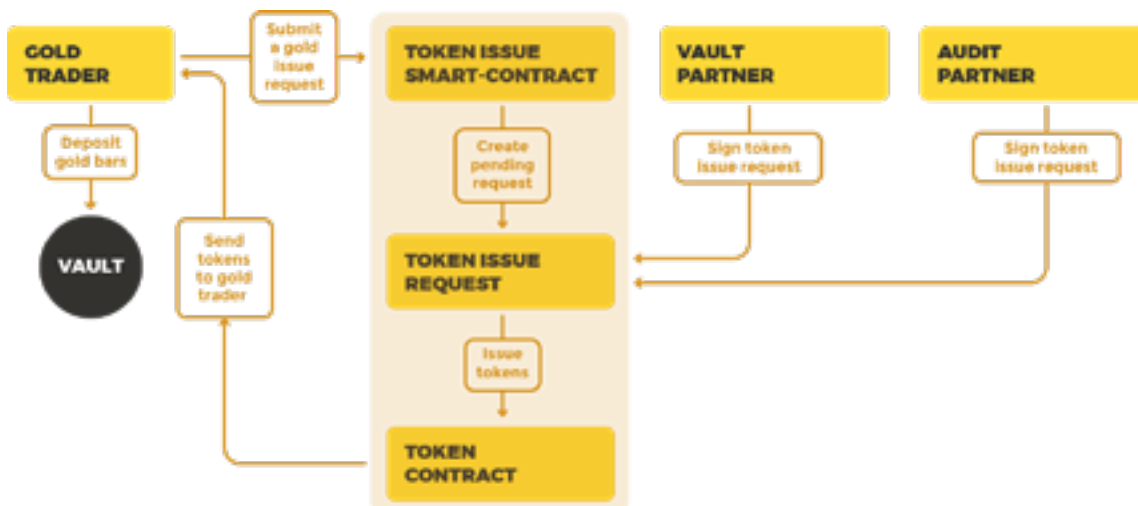 GOLD
TRADER
Submit
a gold
issue
request
TOKEN ISSUE
SMART-CONTRACT
VAULT
PARTNER
AUDIT
PARTNER
Deposit
gold bars
Create
pending
request
Sign token
issue request
Sign token
issue request
VAULT
Send
tokens
to gold
trader
TOKEN ISSUE
REQUEST
Issue
tokens
TOKEN
CONTRACT